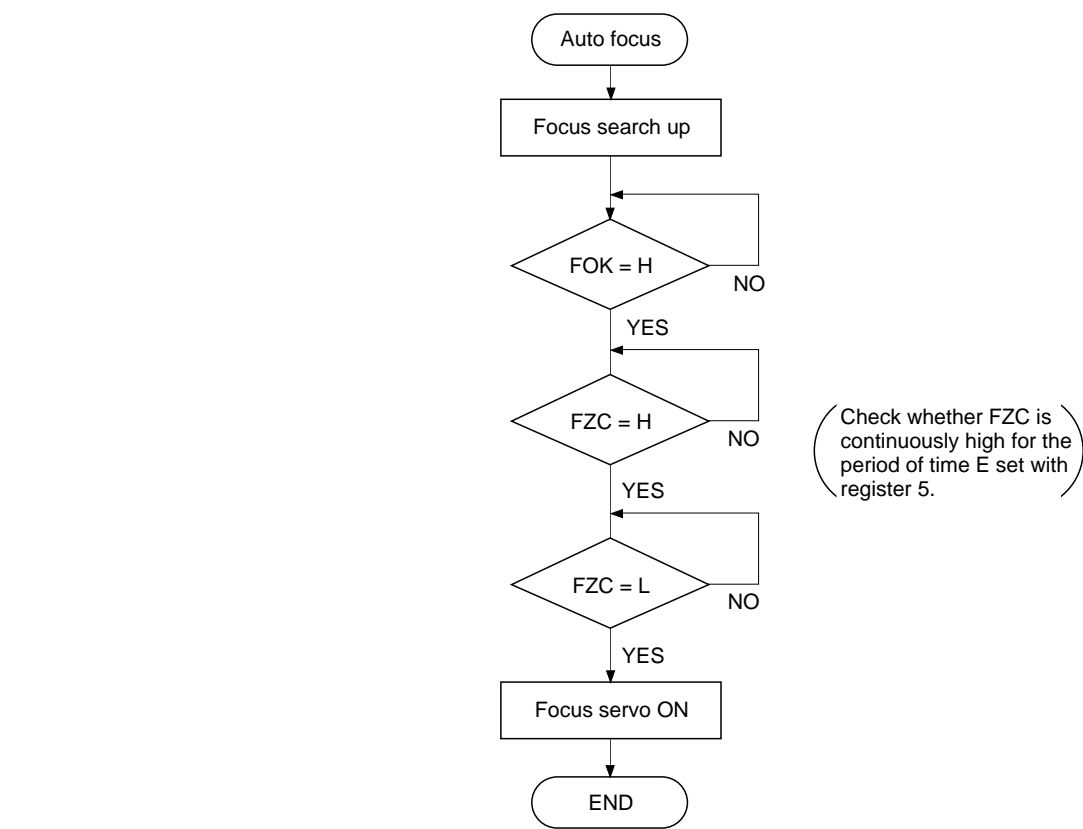 Auto focus
Focus search up
FOK = H
NO
YES
FZC = H
NO
Check whether FZC is
continuously high for the
period of time E set with
register 5.
YES
FZC = L
NO
YES
Focus servo ON
END